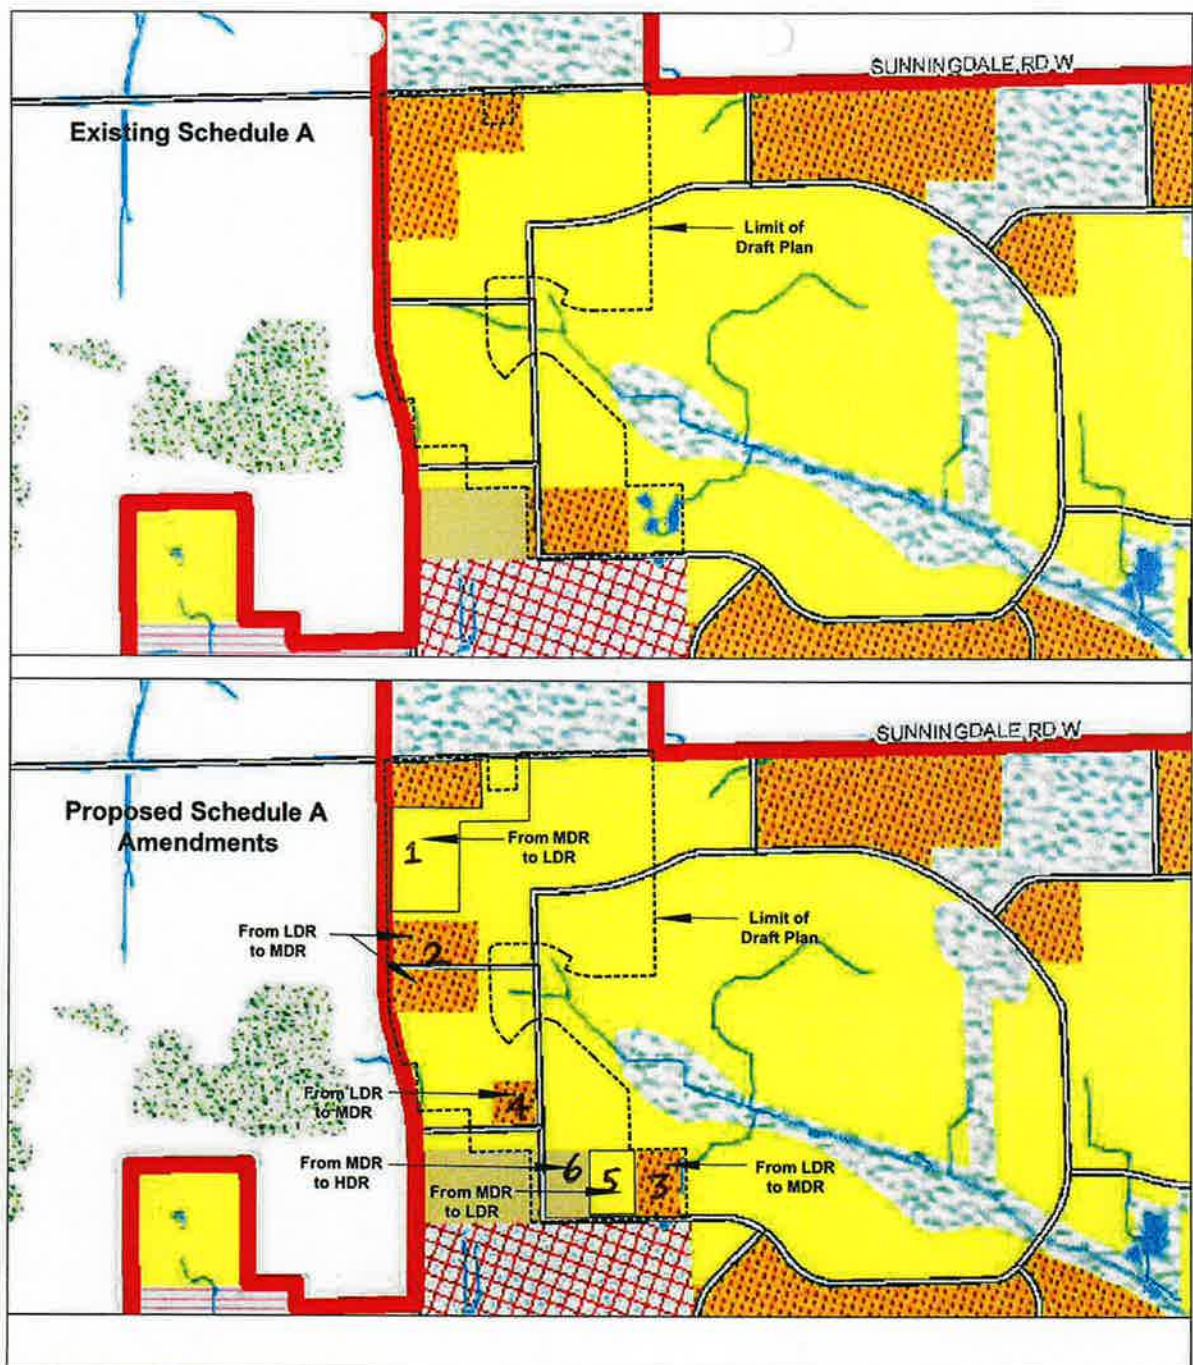 SUNNINGDALE RD W
Existing Schedule A
Limit of
Draft Plan
SUNNINGDALE RD W
Proposed Schedule A
Amendments
From MDR
to LDR
1
Limit of
Draft Plan
From LDR
to MDR
2
From LDR
to MDR
4
From MDR
to HDR
6
From MDR
to LDR
5
3
From LDR
to MDR